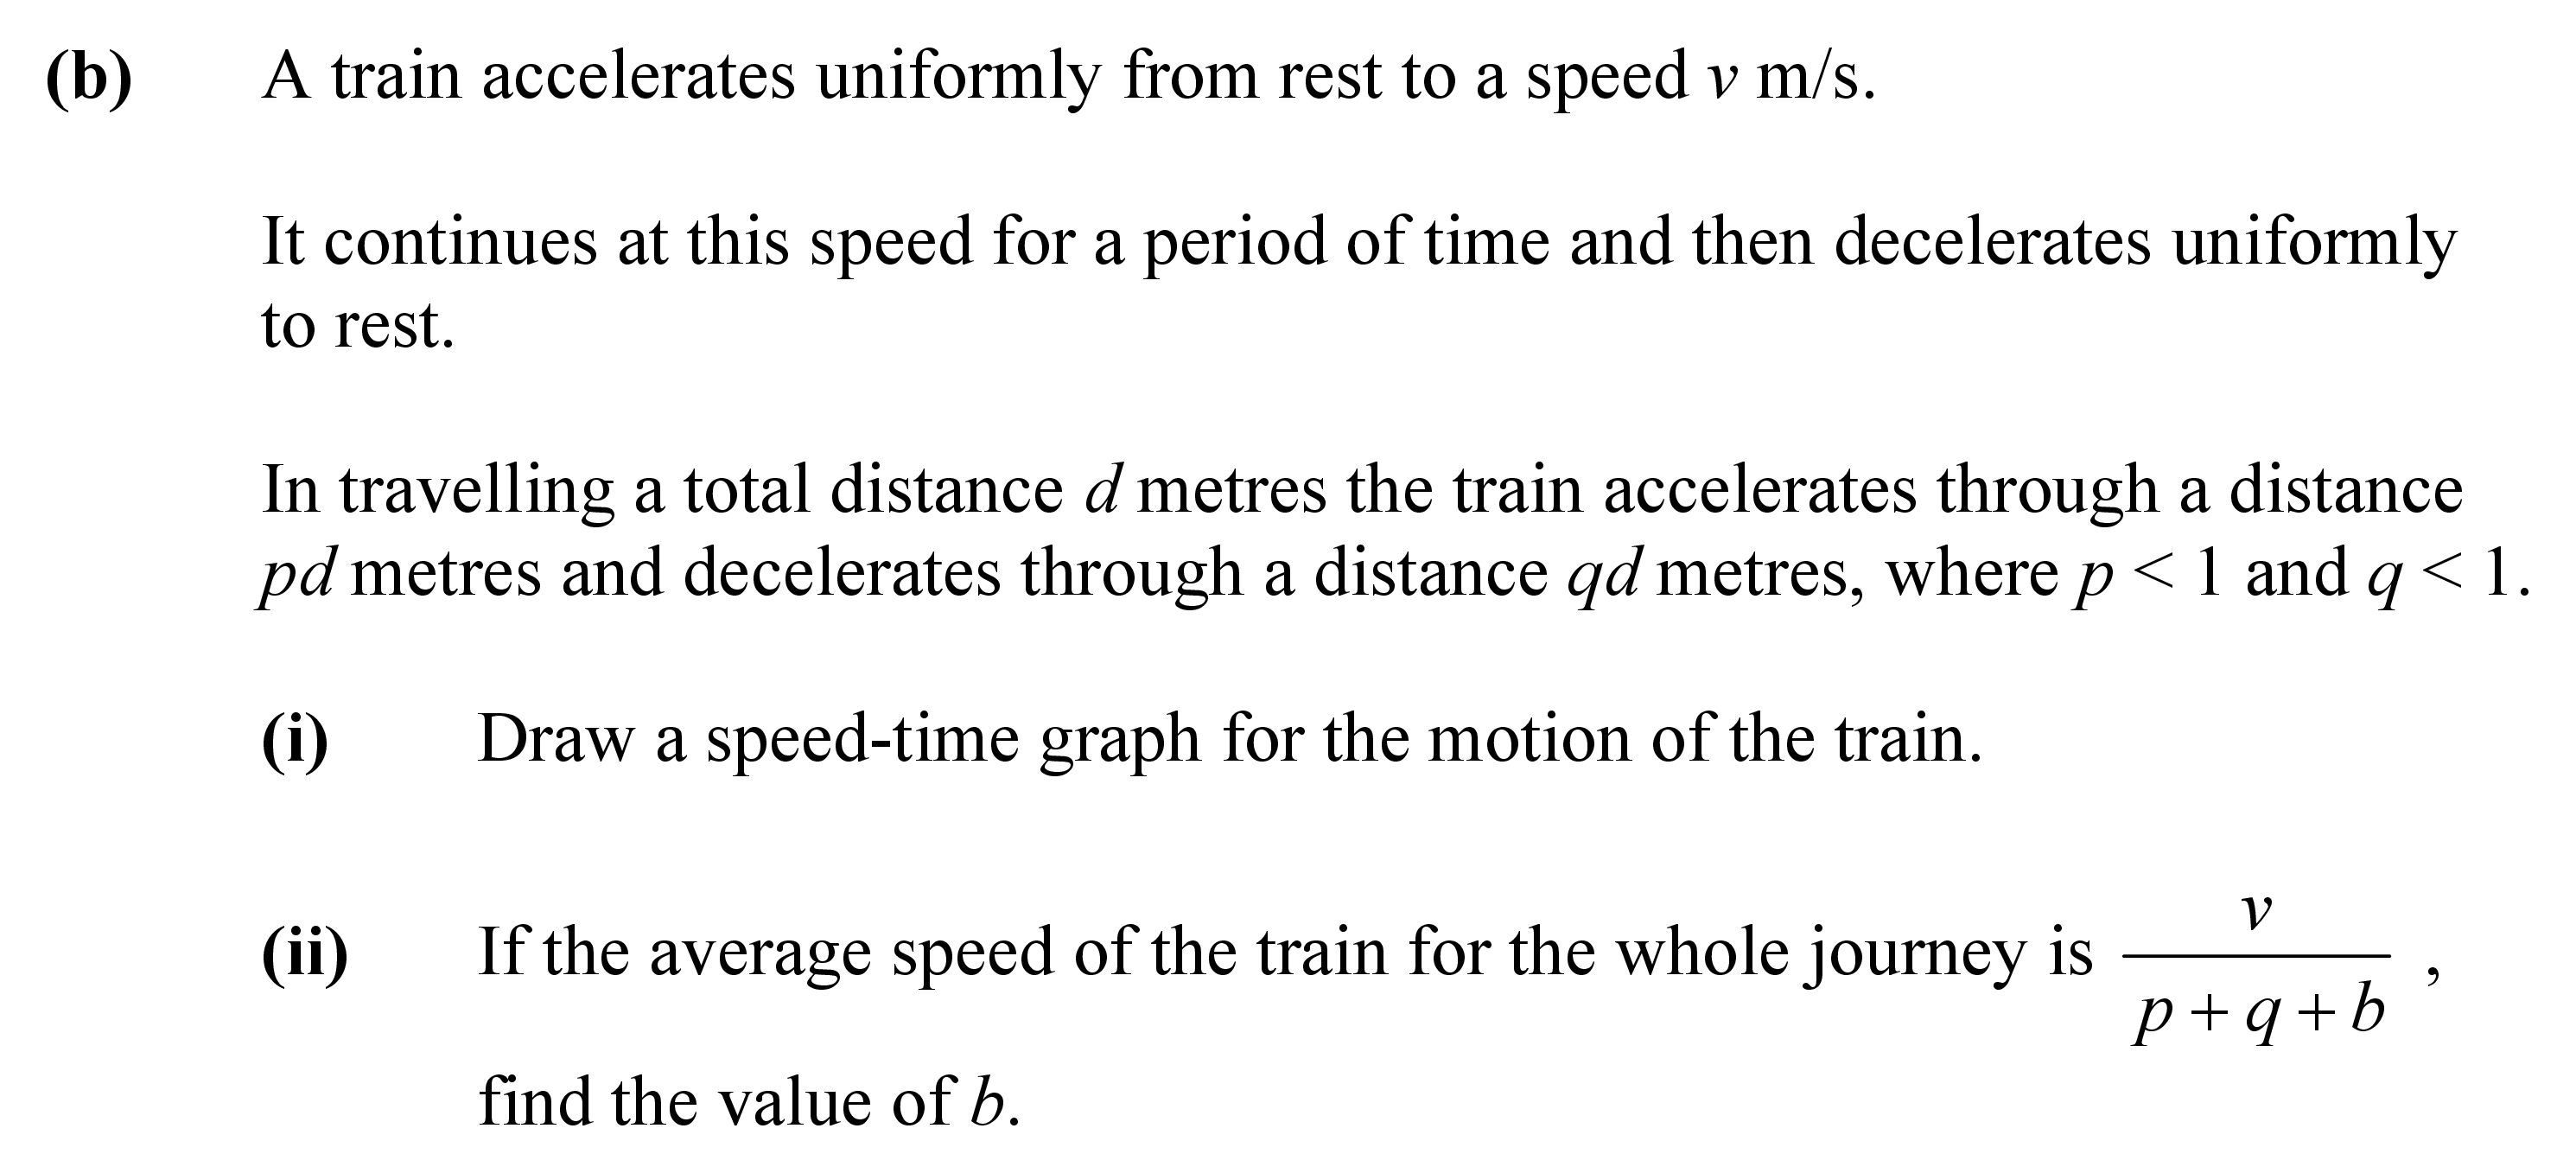 (b) A train accelerates uniformly from rest to a speed v m/s.
It continues at this speed for a period of time and then decelerates uniformly
to rest.
In travelling a total distance d metres the train accelerates through a distance
pd metres and decelerates through a distance qd metres, where p < 1 and q < 1.
(i) Draw a speed-time graph for the motion of the train.
(ii) If the average speed of the train for the whole journey is v/(p + q + b) ,
find the value of b.